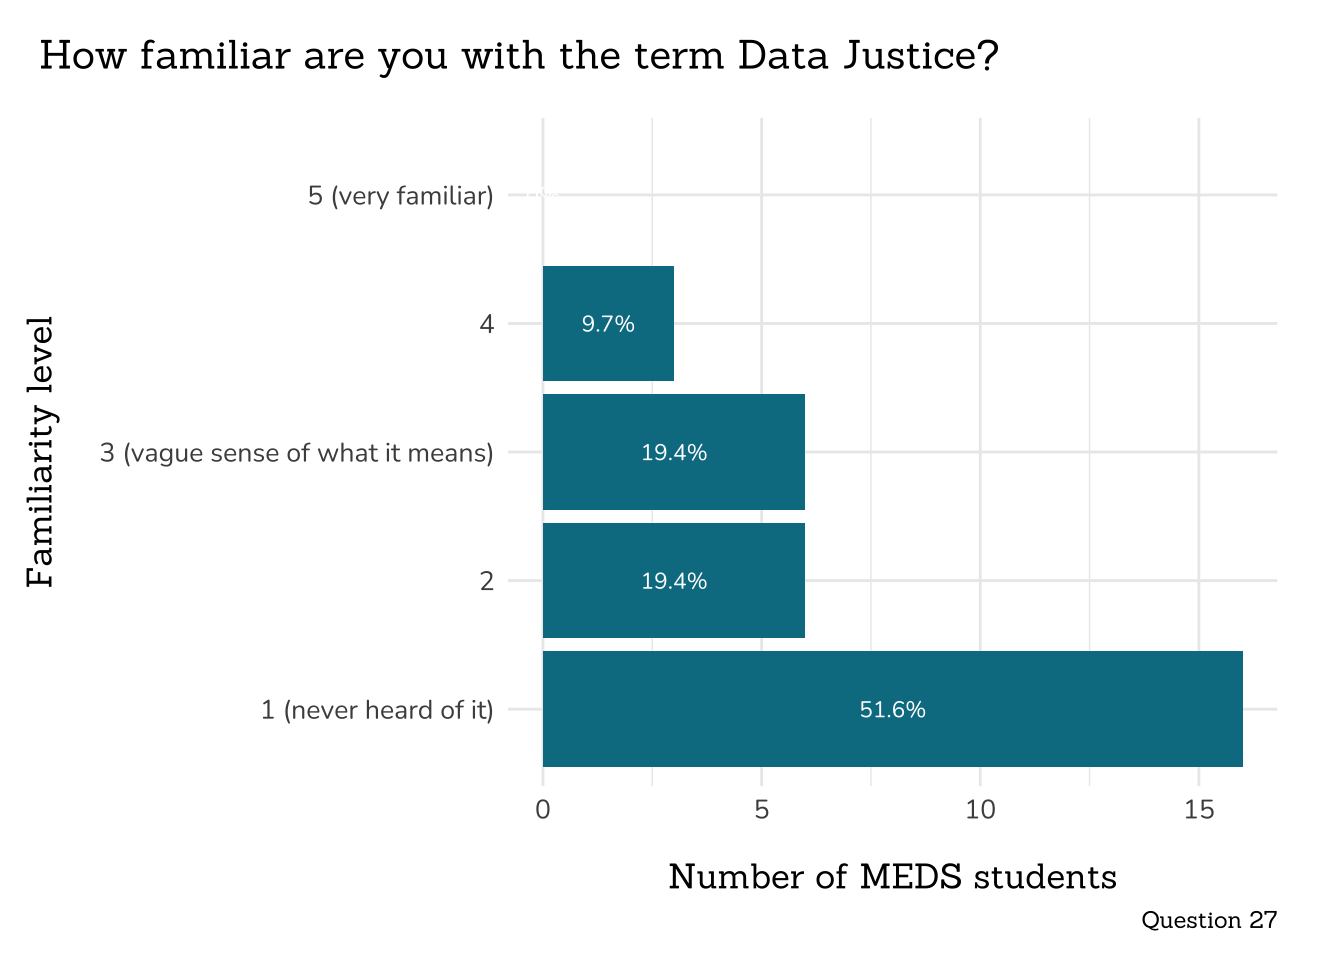 How familiar are you with the term Data Justice?
Familiarity level
5 (very familiar)
4
9.7%
3 (vague sense of what it means)
19.4%
2
19.4%
1 (never heard of it)
51.6%
0 5 10 15
Number of MEDS students
Question 27